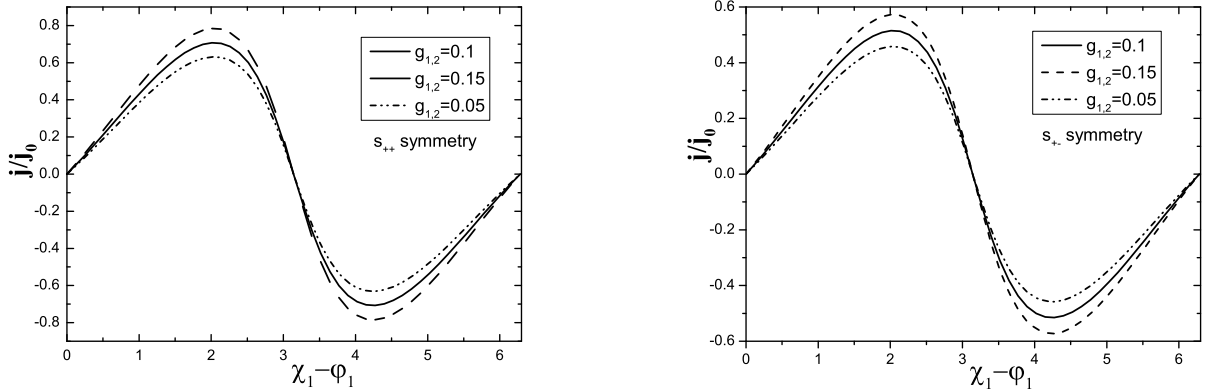 0.8
0.6
0.4
0.2
0.0
-0.2
-0.4
-0.6
-0.8
j/j₀
0 1 2 3 4 5 6
χ₁−φ₁
g₁,₂=0.1
g₁,₂=0.15
g₁,₂=0.05
s₊₊ symmetry
0.6
0.4
0.2
0.0
-0.2
-0.4
-0.6
j/j₀
0 1 2 3 4 5 6
χ₁−φ₁
g₁,₂=0.1
g₁,₂=0.15
g₁,₂=0.05
s₊₋ symmetry